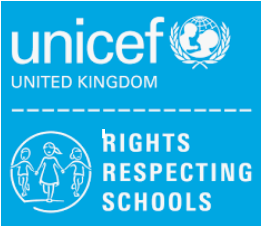 unicef
UNITED KINGDOM
RIGHTS
RESPECTING
SCHOOLS